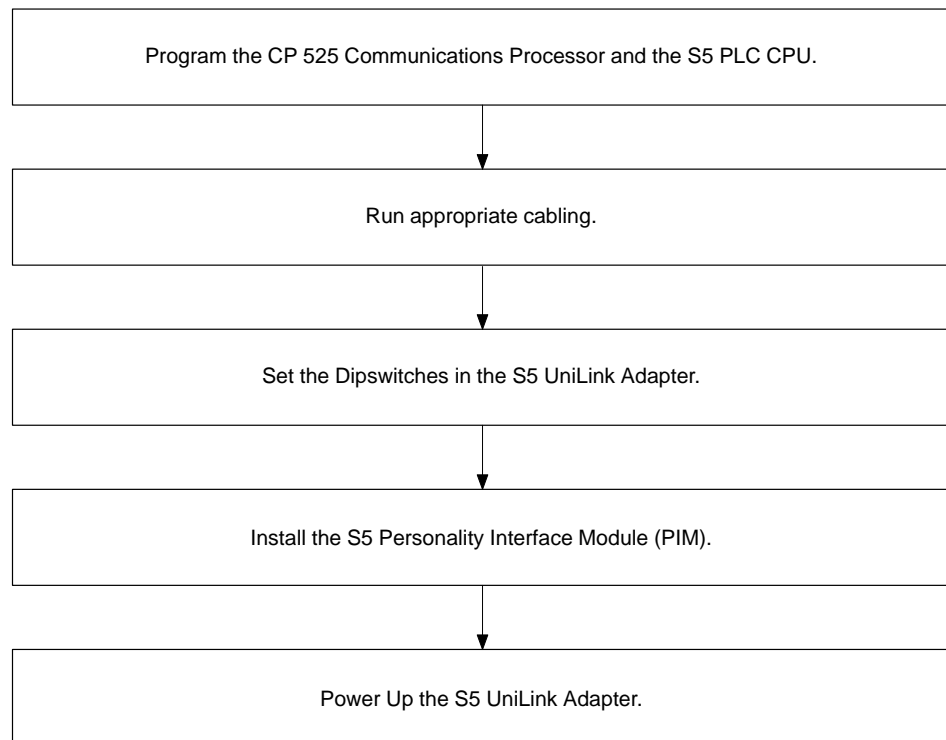 Program the CP 525 Communications Processor and the S5 PLC CPU.
Run appropriate cabling.
Set the Dipswitches in the S5 UniLink Adapter.
Install the S5 Personality Interface Module (PIM).
Power Up the S5 UniLink Adapter.